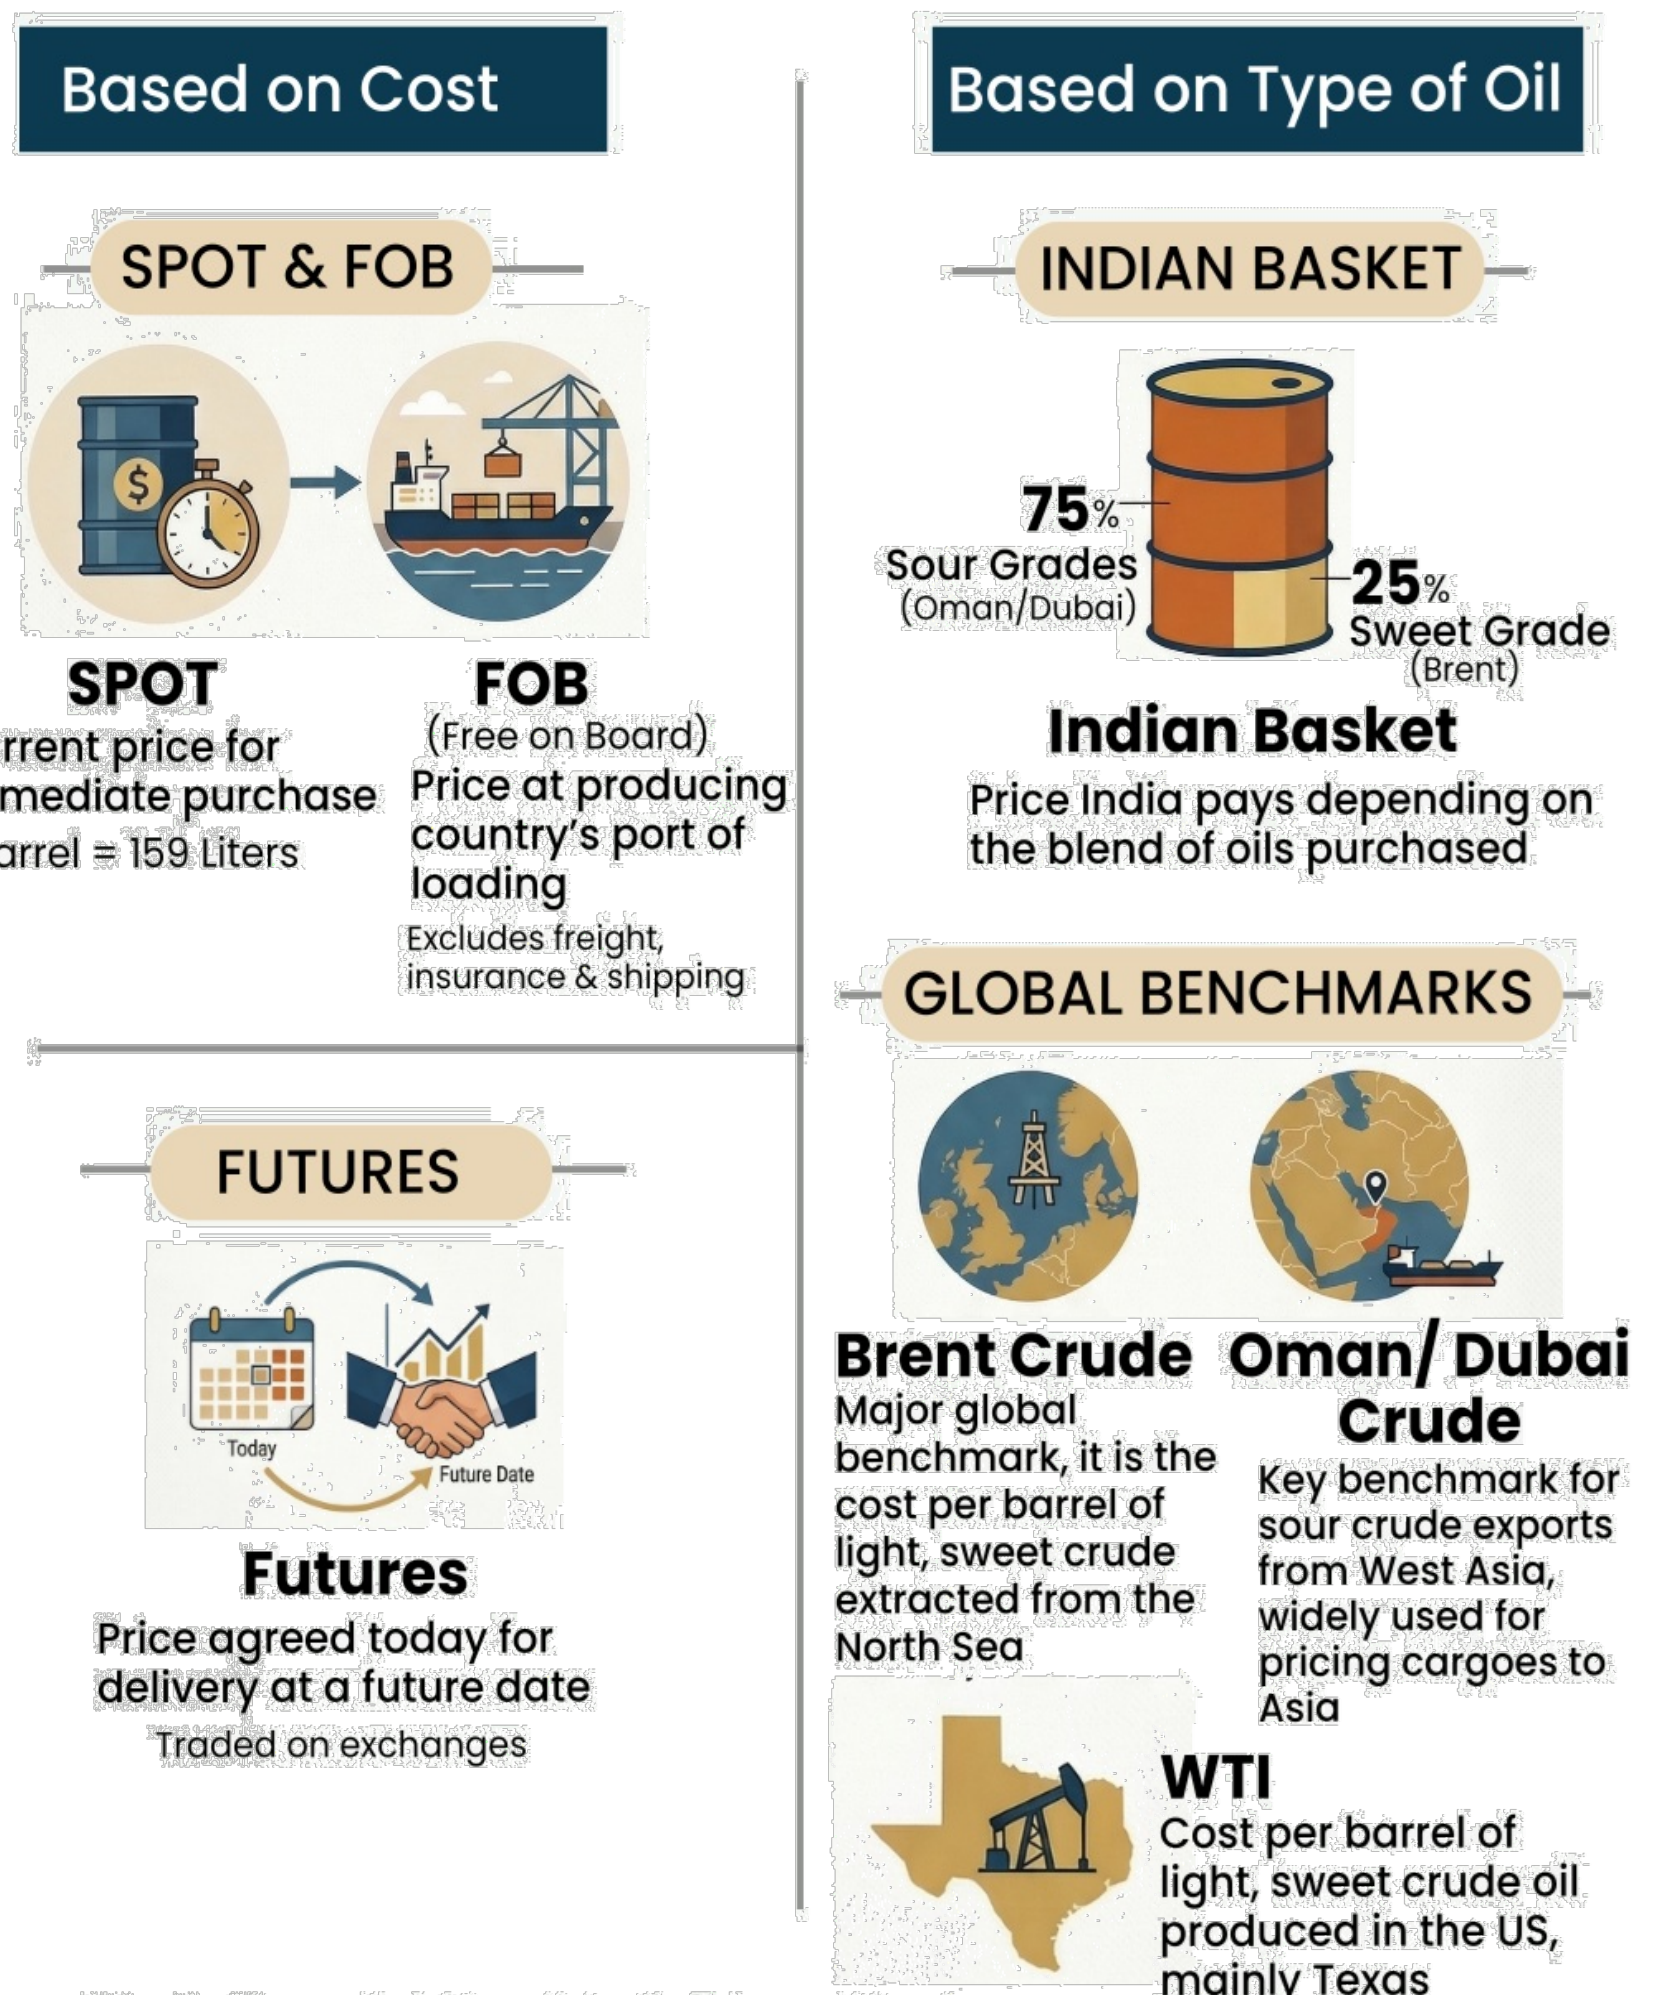 Based on Cost
SPOT & FOB
$
SPOT
rrent price for
mediate purchase
arrel = 159 Liters
FOB
(Free on Board)
Price at producing
country's port of
loading
Excludes freight,
insurance & shipping
FUTURES
Today
Future Date
Futures
Price agreed today for
delivery at a future date
Traded on exchanges
Based on Type of Oil
INDIAN BASKET
75%
Sour Grades
(Oman/Dubai)
25%
Sweet Grade
(Brent)
Indian Basket
Price India pays depending on
the blend of oils purchased
GLOBAL BENCHMARKS
Brent Crude
Major global
benchmark, it is the
cost per barrel of
light, sweet crude
extracted from the
North Sea
Oman/ Dubai
Crude
Key benchmark for
sour crude exports
from West Asia,
widely used for
pricing cargoes to
Asia
WTI
Cost per barrel of
light, sweet crude oil
produced in the US,
mainly Texas